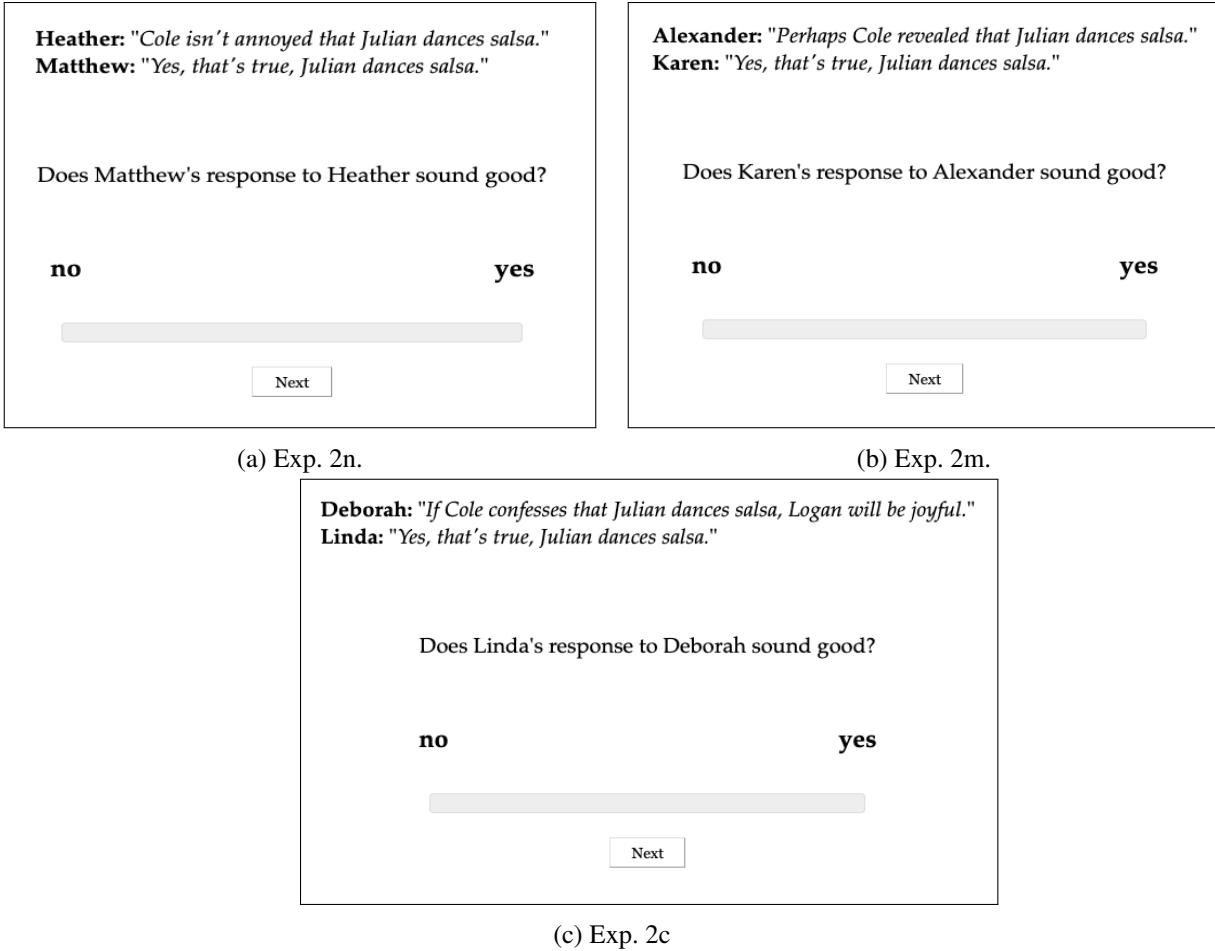 Heather: "Cole isn't annoyed that Julian dances salsa."
Matthew: "Yes, that's true, Julian dances salsa."
Does Matthew's response to Heather sound good?
no yes
Next
(a) Exp. 2n.
Alexander: "Perhaps Cole revealed that Julian dances salsa."
Karen: "Yes, that's true, Julian dances salsa."
Does Karen's response to Alexander sound good?
no yes
Next
(b) Exp. 2m.
Deborah: "If Cole confesses that Julian dances salsa, Logan will be joyful."
Linda: "Yes, that's true, Julian dances salsa."
Does Linda's response to Deborah sound good?
no yes
Next
(c) Exp. 2c